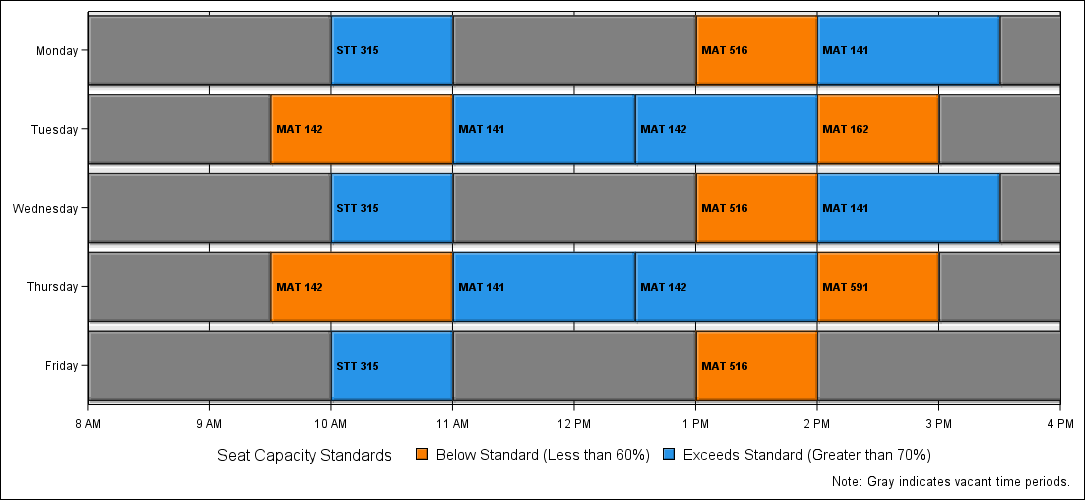 Monday STT 315 MAT 516 MAT 141
Tuesday MAT 142 MAT 141 MAT 142 MAT 162
Wednesday STT 315 MAT 516 MAT 141
Thursday MAT 142 MAT 141 MAT 142 MAT 591
Friday STT 315 MAT 516
8 AM 9 AM 10 AM 11 AM 12 PM 1 PM 2 PM 3 PM 4 PM
Seat Capacity Standards Below Standard (Less than 60%) Exceeds Standard (Greater than 70%)
Note: Gray indicates vacant time periods.